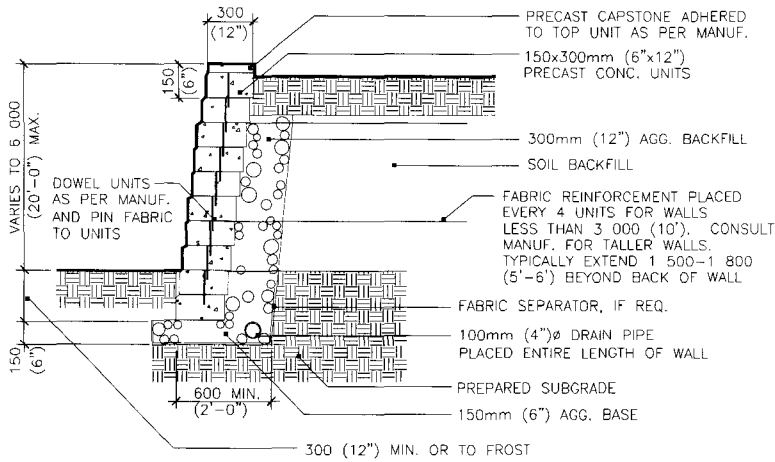 300
(12")
PRECAST CAPSTONE ADHERED
TO TOP UNIT AS PER MANUF.
150x300mm (6"x12")
PRECAST CONC. UNITS
150
(6")
300mm (12") AGG. BACKFILL
SOIL BACKFILL
VARIES TO 6 000
(20'-0") MAX.
DOWEL UNITS
AS PER MANUF.
AND PIN FABRIC
TO UNITS
FABRIC REINFORCEMENT PLACED
EVERY 4 UNITS FOR WALLS
LESS THAN 3 000 (10'). CONSULT
MANUF. FOR TALLER WALLS.
TYPICALLY EXTEND 1 500-1 800
(5'-6') BEYOND BACK OF WALL
FABRIC SEPARATOR, IF REQ.
100mm (4")ø DRAIN PIPE
PLACED ENTIRE LENGTH OF WALL
150
(6")
PREPARED SUBGRADE
600 MIN.
(2'-0")
150mm (6") AGG. BASE
300 (12") MIN. OR TO FROST